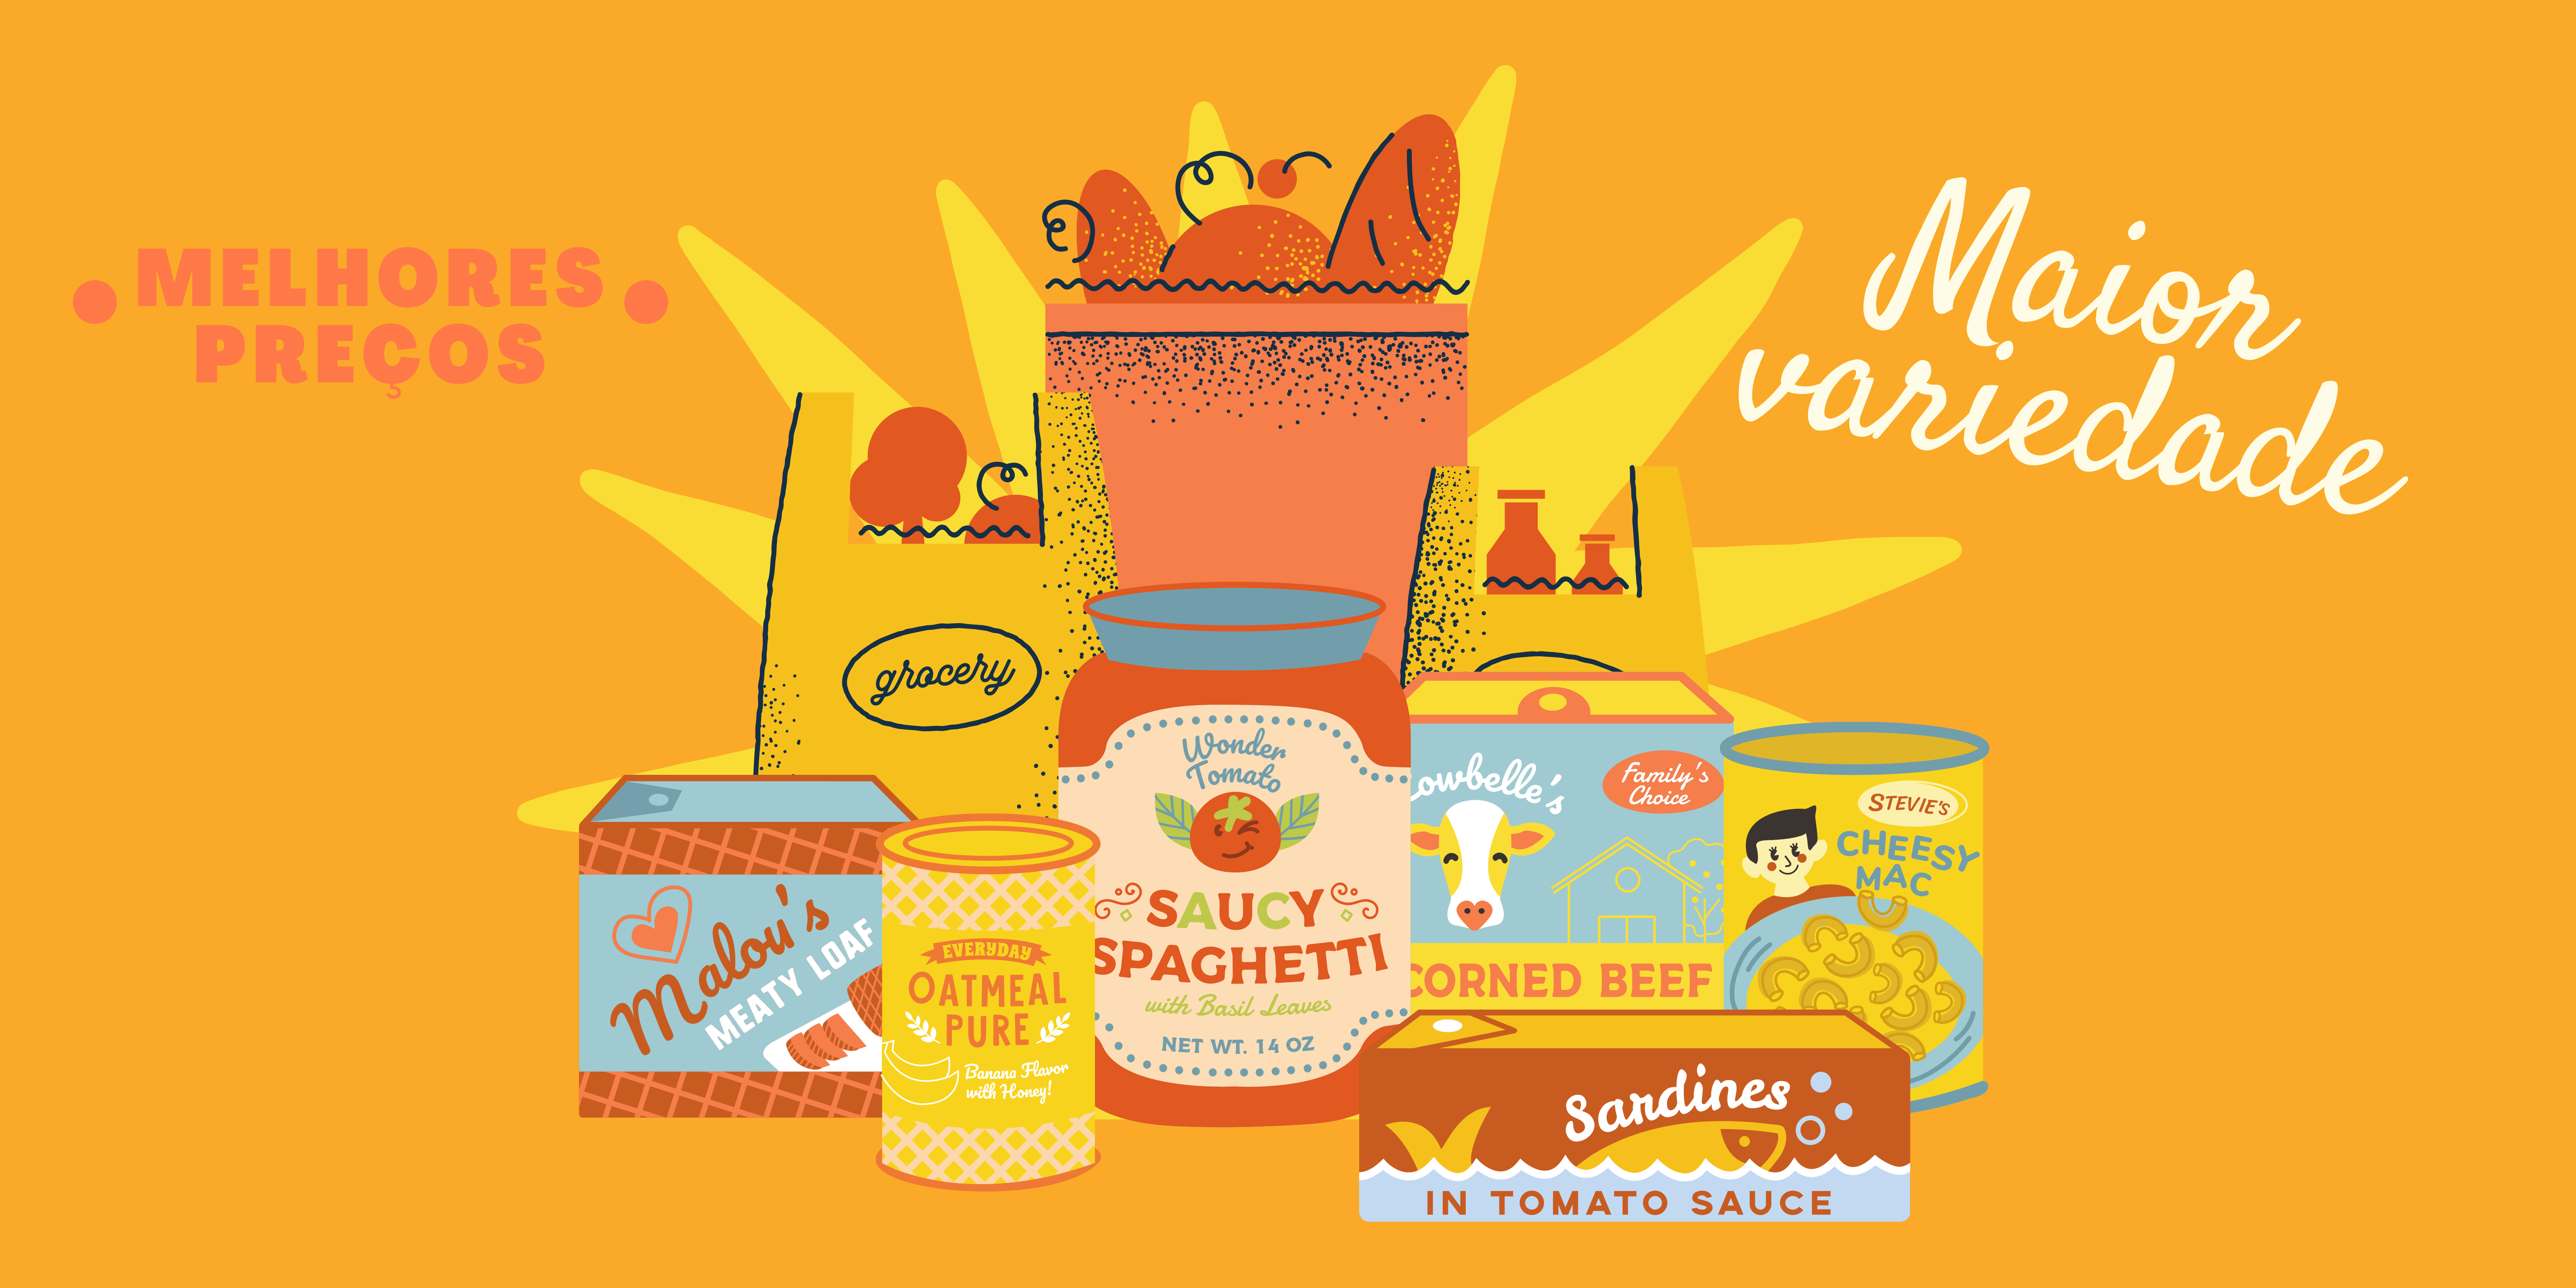 MELHORES
PREÇOS
Maior
variedade
grocery
Wonder
Tomato
SAUCY
SPAGHETTI
with Basil Leaves
NET WT. 14 OZ
Malou's
MEATY LOAF
EVERYDAY
OATMEAL
PURE
Banana Flavor
with Honey!
owbelle's
Family's
Choice
CORNED BEEF
STEVIE'S
CHEESY
MAC
Sardines
IN TOMATO SAUCE